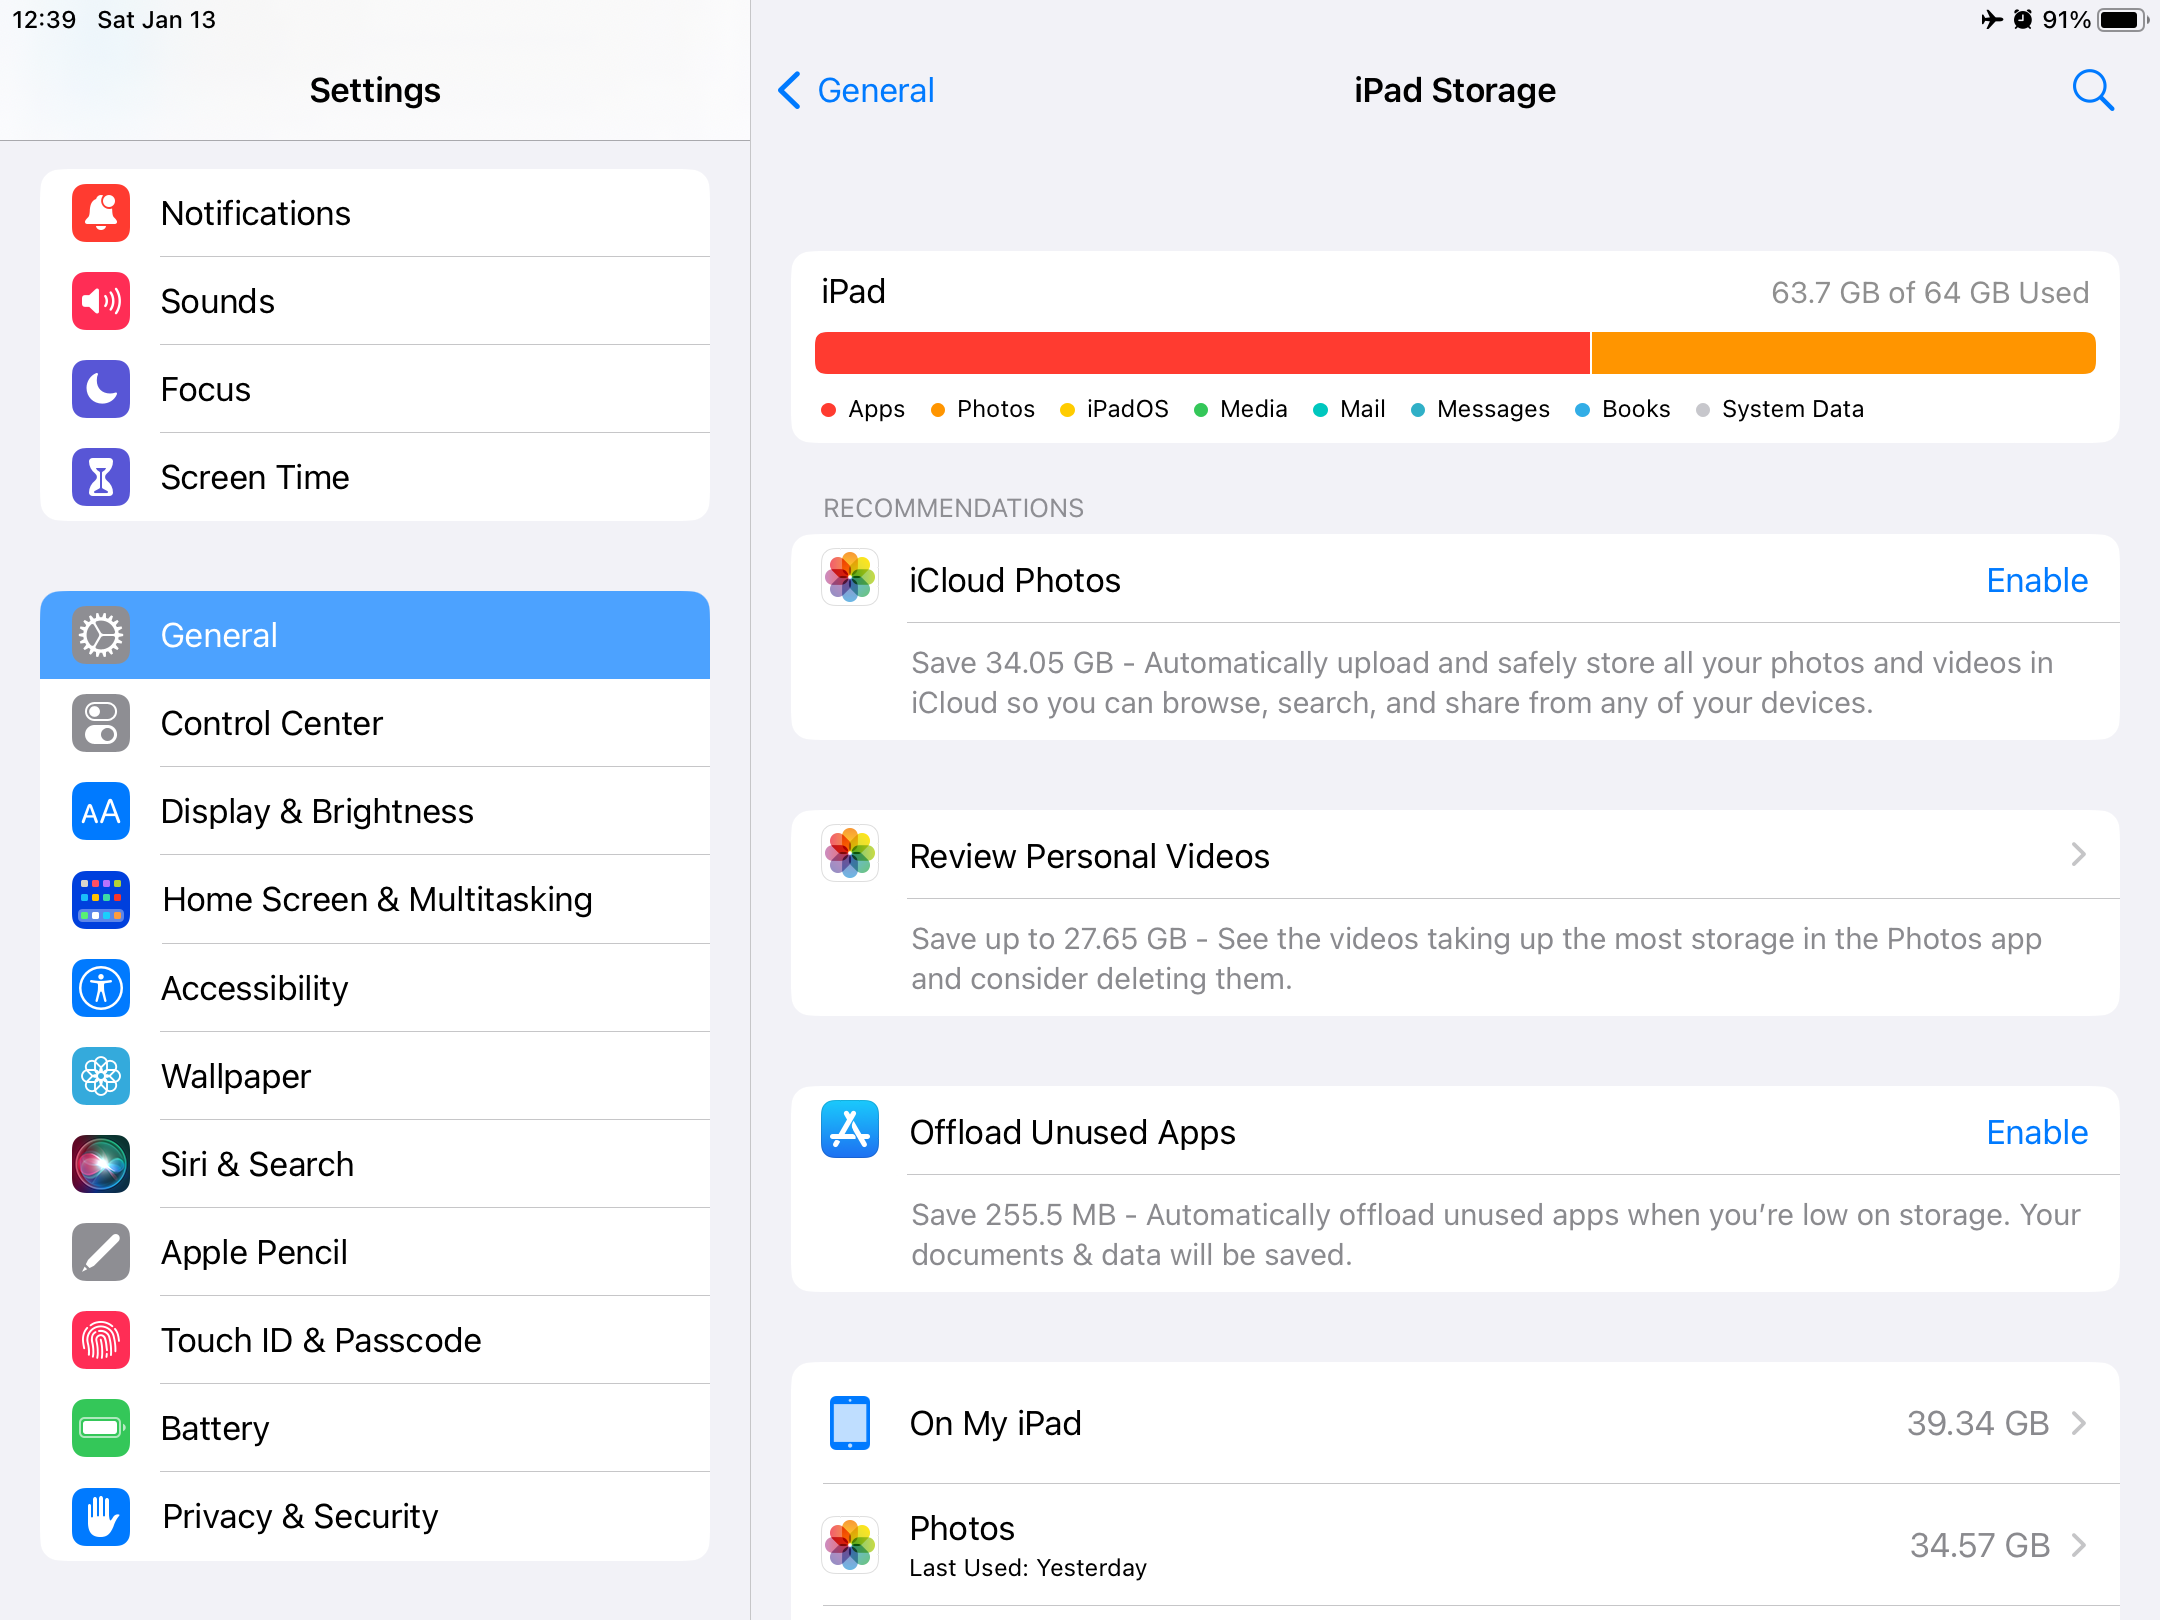 12:39 Sat Jan 13
91%
Settings
Notifications
Sounds
Focus
Screen Time
General
Control Center
AA
Display & Brightness
Home Screen & Multitasking
Accessibility
Wallpaper
Siri & Search
Apple Pencil
Touch ID & Passcode
Battery
Privacy & Security
General
iPad Storage
iPad
63.7 GB of 64 GB Used
Apps Photos iPadOS Media Mail Messages Books System Data
RECOMMENDATIONS
iCloud Photos
Enable
Save 34.05 GB - Automatically upload and safely store all your photos and videos in
iCloud so you can browse, search, and share from any of your devices.
Review Personal Videos
Save up to 27.65 GB - See the videos taking up the most storage in the Photos app
and consider deleting them.
Offload Unused Apps
Enable
Save 255.5 MB - Automatically offload unused apps when you’re low on storage. Your
documents & data will be saved.
On My iPad
39.34 GB
Photos
34.57 GB
Last Used: Yesterday